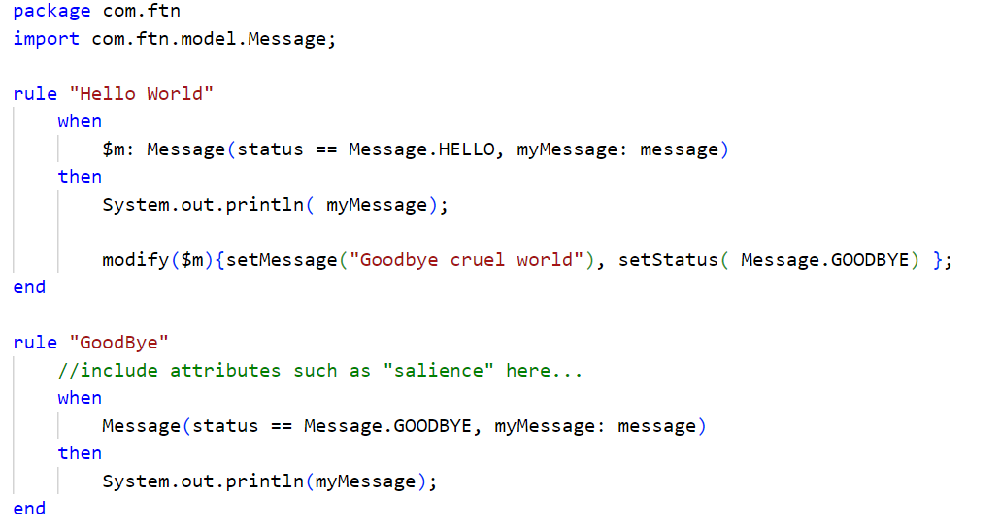 package com.ftn
import com.ftn.model.Message;
rule "Hello World"
when
$m: Message(status == Message.HELLO, myMessage: message)
then
System.out.println( myMessage);
modify($m){setMessage("Goodbye cruel world"), setStatus( Message.GOODBYE) };
end
rule "GoodBye"
//include attributes such as "salience" here...
when
Message(status == Message.GOODBYE, myMessage: message)
then
System.out.println(myMessage);
end